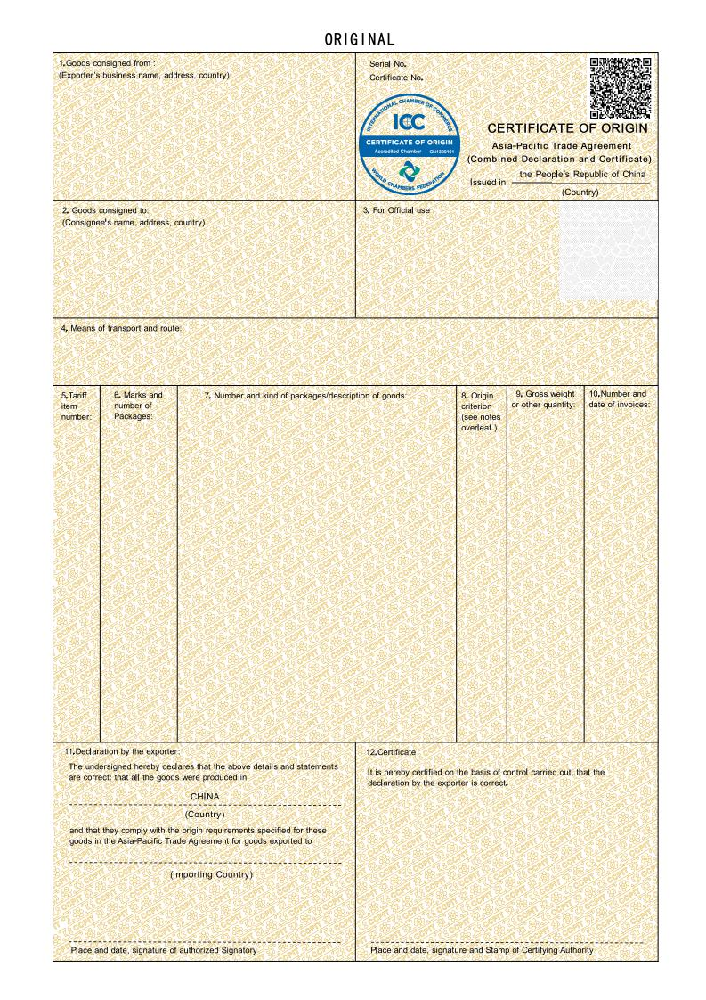 ORIGINAL
1.Goods consigned from :
(Exporter's business name, address, country)
Serial No.
Certificate No.
INTERNATIONAL CHAMBER OF COMMERCE
ICC
CERTIFICATE OF ORIGIN
Accredited Chamber | CN1300101
WORLD CHAMBERS FEDERATION
CERTIFICATE OF ORIGIN
Asia-Pacific Trade Agreement
(Combined Declaration and Certificate)
the People's Republic of China
Issued in
(Country)
2. Goods consigned to:
(Consignee's name, address, country)
3. For Official use
4. Means of transport and route:
5.Tariff
item
number:
6. Marks and
number of
Packages:
7. Number and kind of packages/description of goods:
8. Origin
criterion
(see notes
overleaf )
9. Gross weight
or other quantity:
10.Number and
date of invoices:
11.Declaration by the exporter:
The undersigned hereby declares that the above details and statements
are correct: that all the goods were produced in
CHINA
(Country)
and that they comply with the origin requirements specified for these
goods in the Asia-Pacific Trade Agreement for goods exported to
(Importing Country)
Place and date, signature of authorized Signatory
12.Certificate
It is hereby certified on the basis of control carried out, that the
declaration by the exporter is correct.
Place and date, signature and Stamp of Certifying Authority